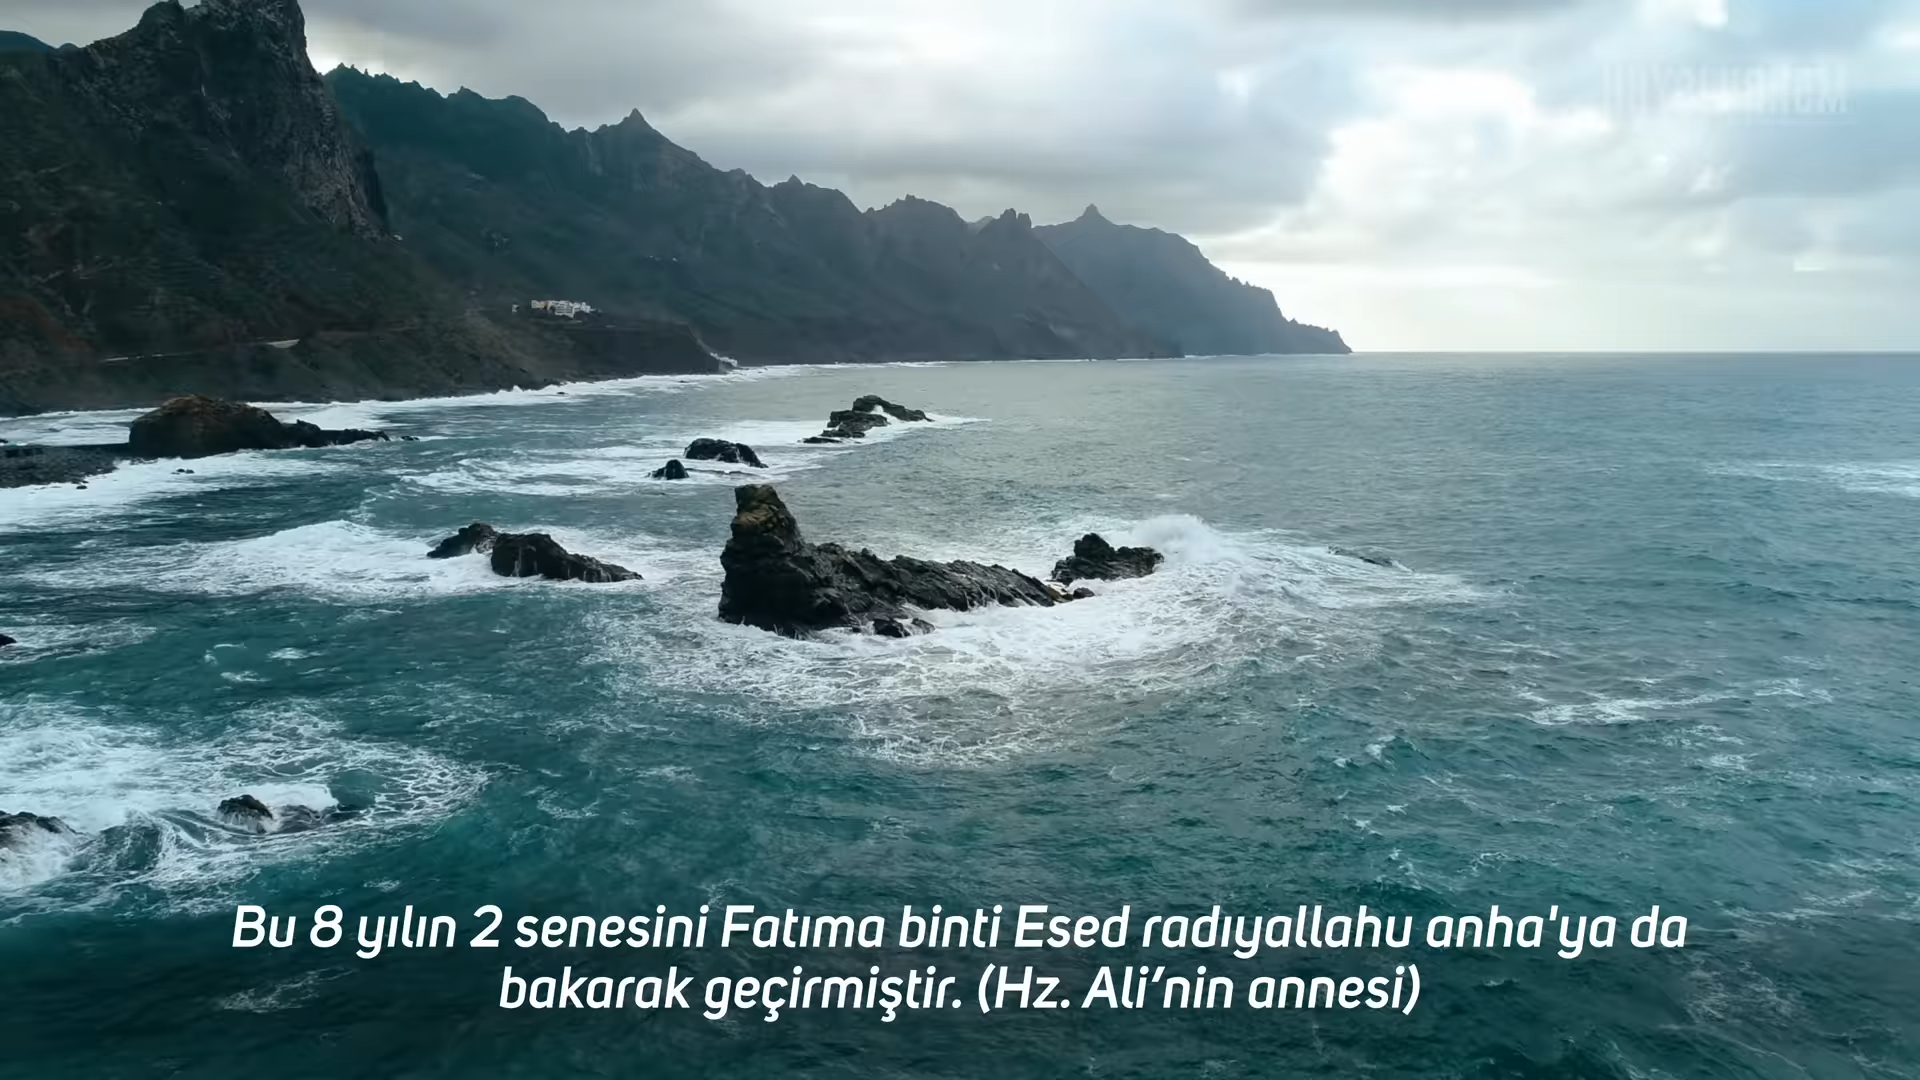 Bu 8 yılın 2 senesini Fatıma binti Esed radıyallahu anha'ya da
bakarak geçirmiştir. (Hz. Ali’nin annesi)